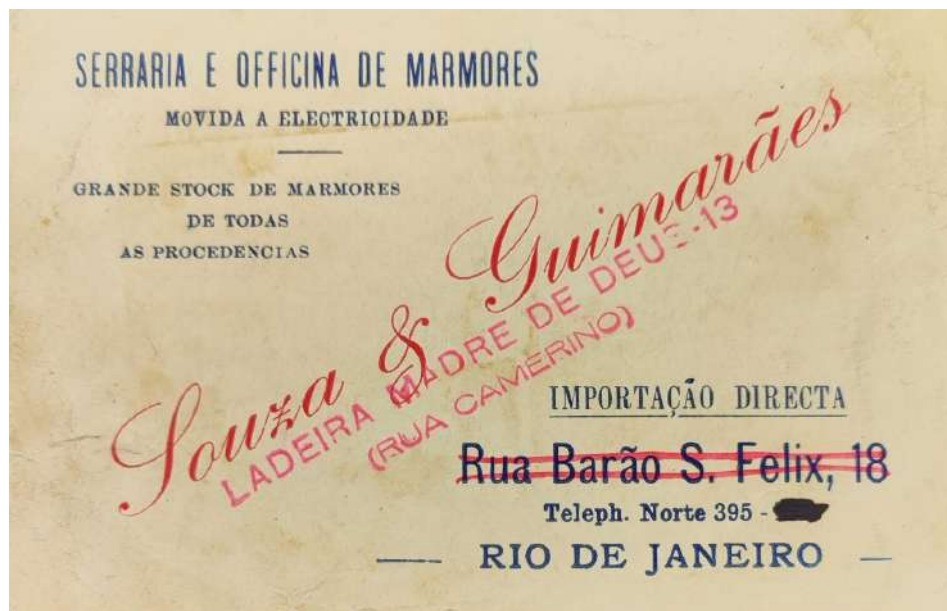 SERRARIA E OFFICINA DE MARMORES
MOVIDA A ELECTRICIDADE
GRANDE STOCK DE MARMORES
DE TODAS
AS PROCEDENCIAS
Souza & Guimarães
LADEIRA MADRE DE DEUS-13
(RUA CAMERINO)
IMPORTAÇÃO DIRECTA
Rua Barão S. Felix, 18
Teleph. Norte 395 -
— RIO DE JANEIRO —